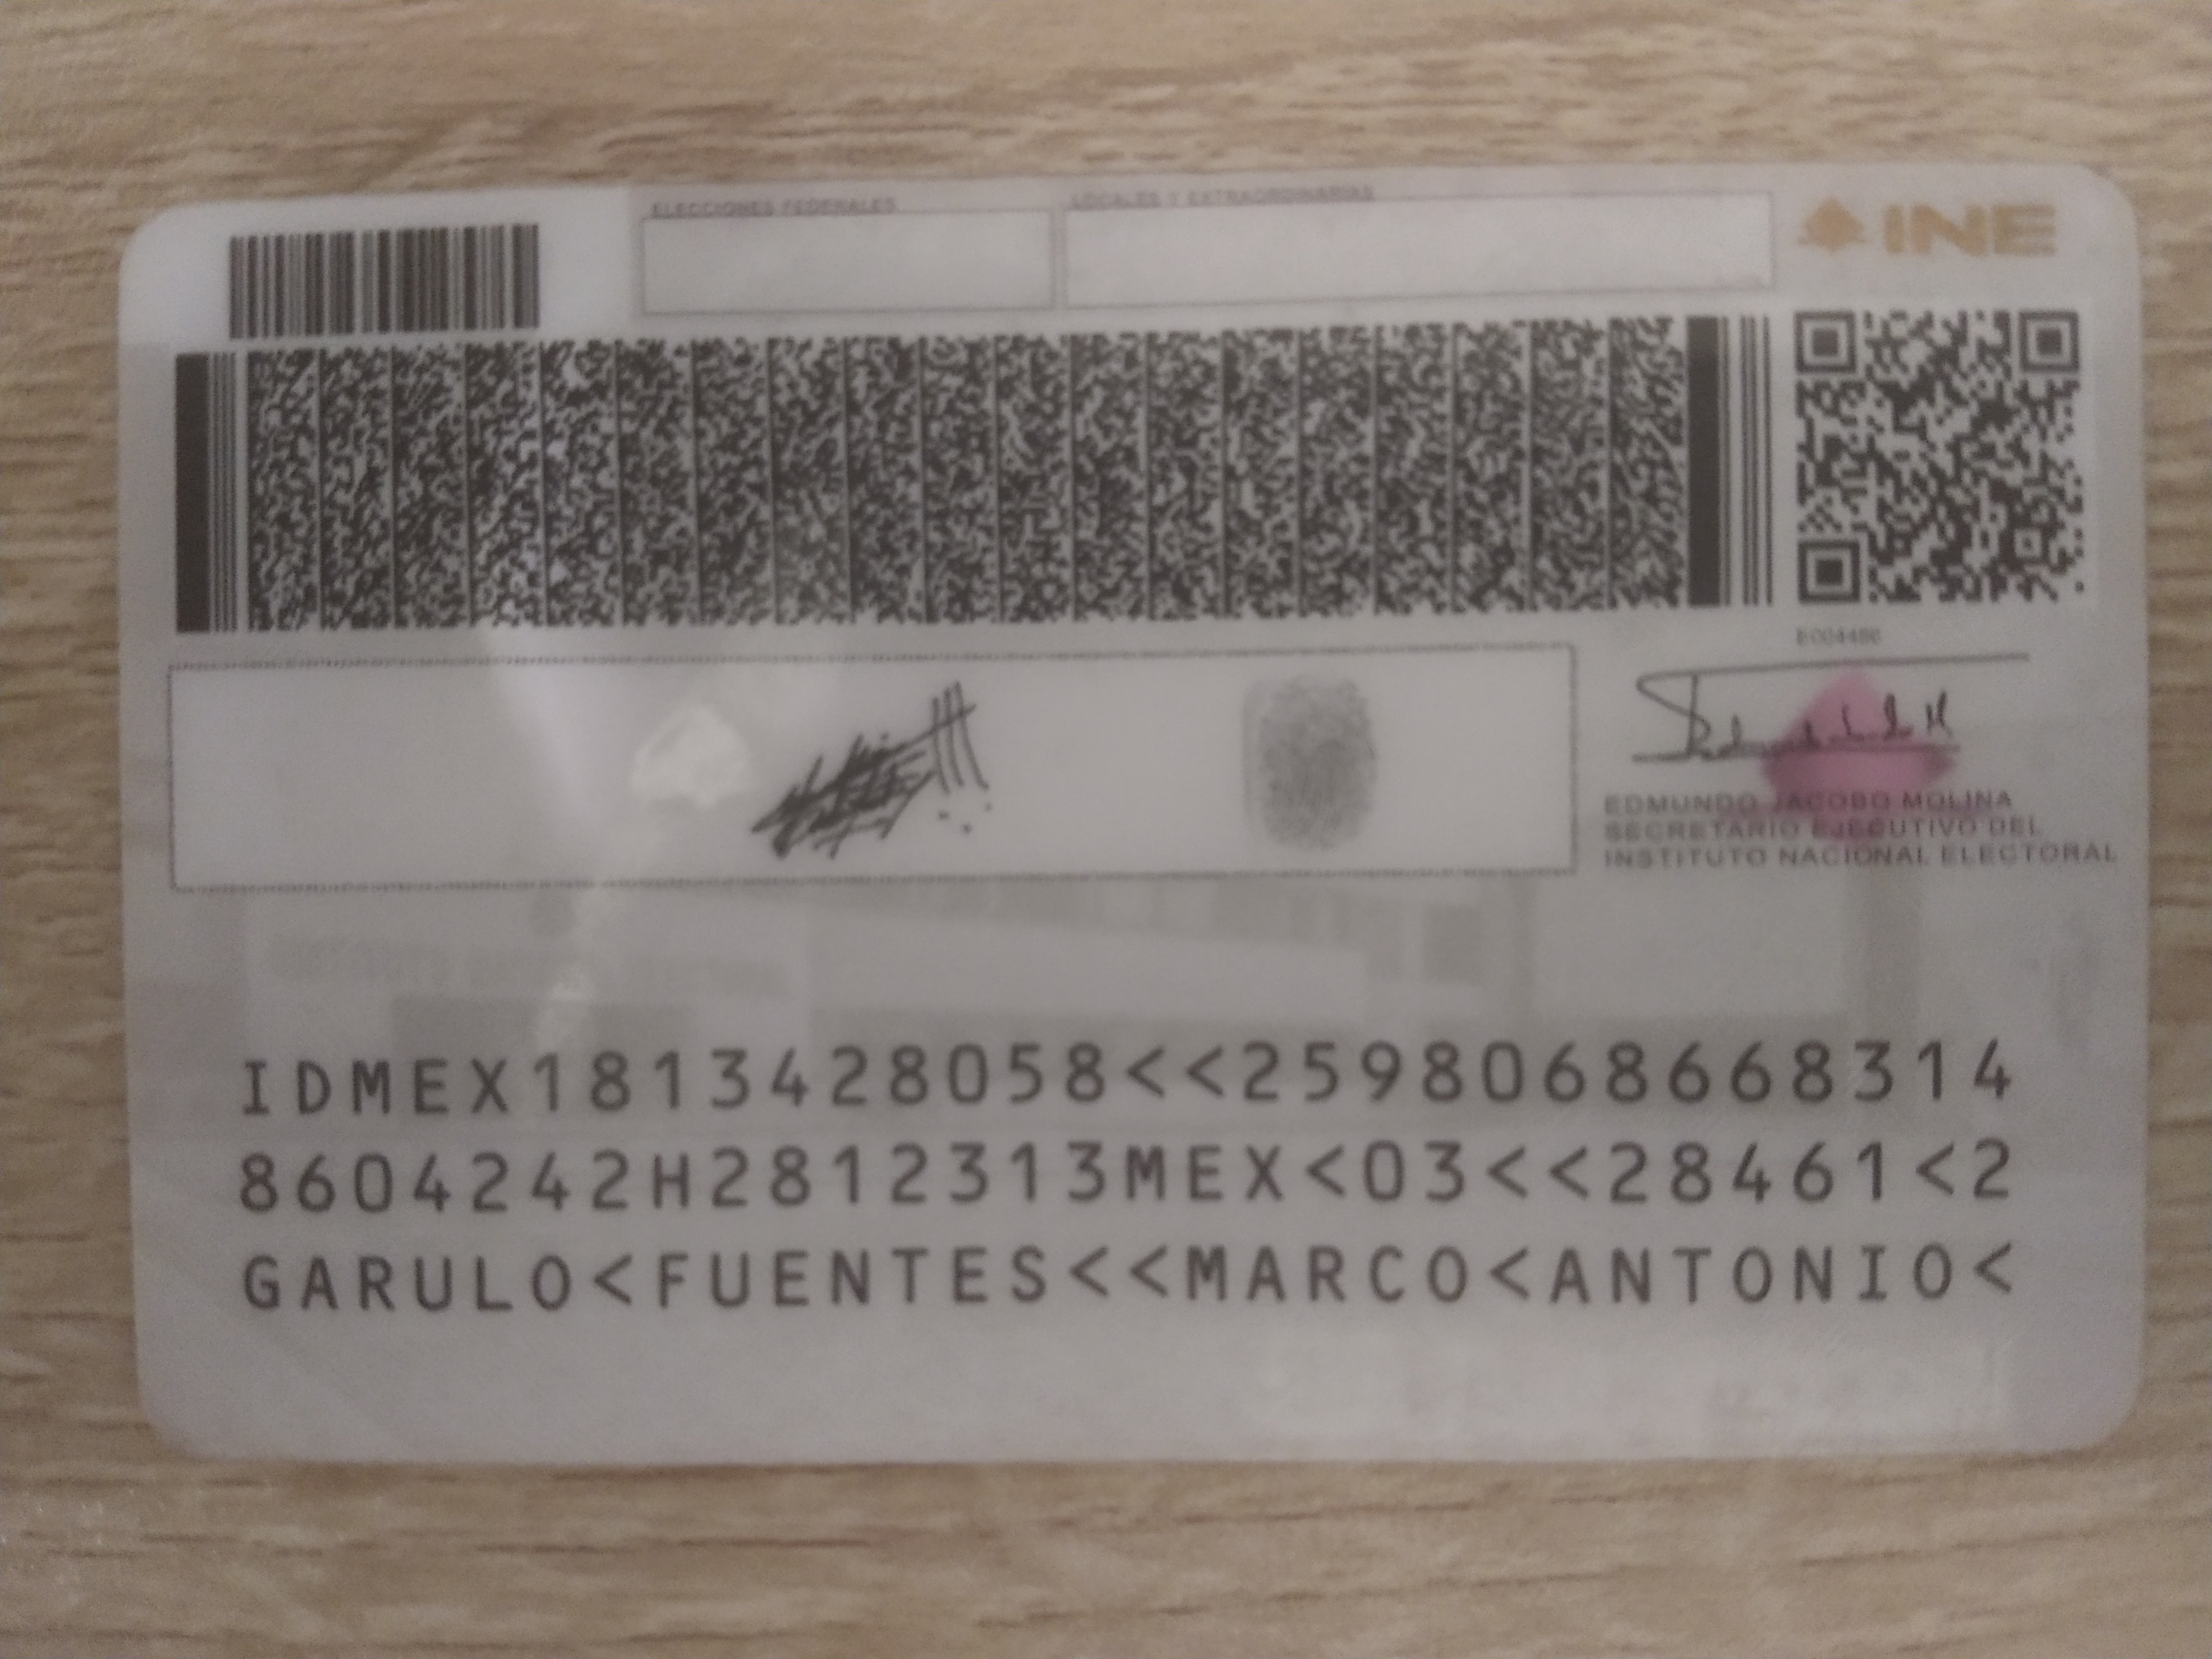 ELECCIONES FEDERALES
LOCALES Y EXTRAORDINARIAS
INE
EDMUNDO JACOBO MOLINA
SECRETARIO EJECUTIVO DEL
INSTITUTO NACIONAL ELECTORAL
IDMEX1813428058<<2598068668314
8604242H2812313MEX<03<<28461<2
GARULO<FUENTES<<MARCO<ANTONIO<